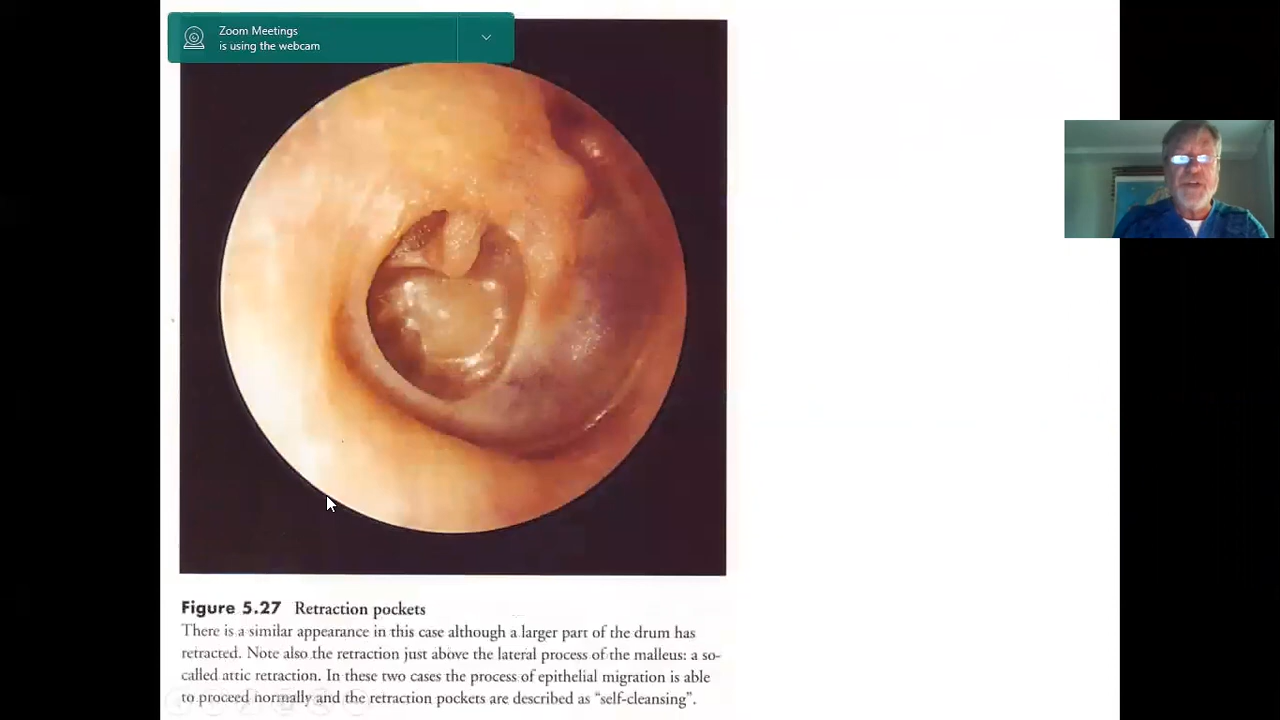 Zoom Meetings
is using the webcam
Figure 5.27 Retraction pockets
There is a similar appearance in this case although a larger part of the drum has
retracted. Note also the retraction just above the lateral process of the malleus: a so-
called attic retraction. In these two cases the process of epithelial migration is able
to proceed normally and the retraction pockets are described as “self-cleansing”.